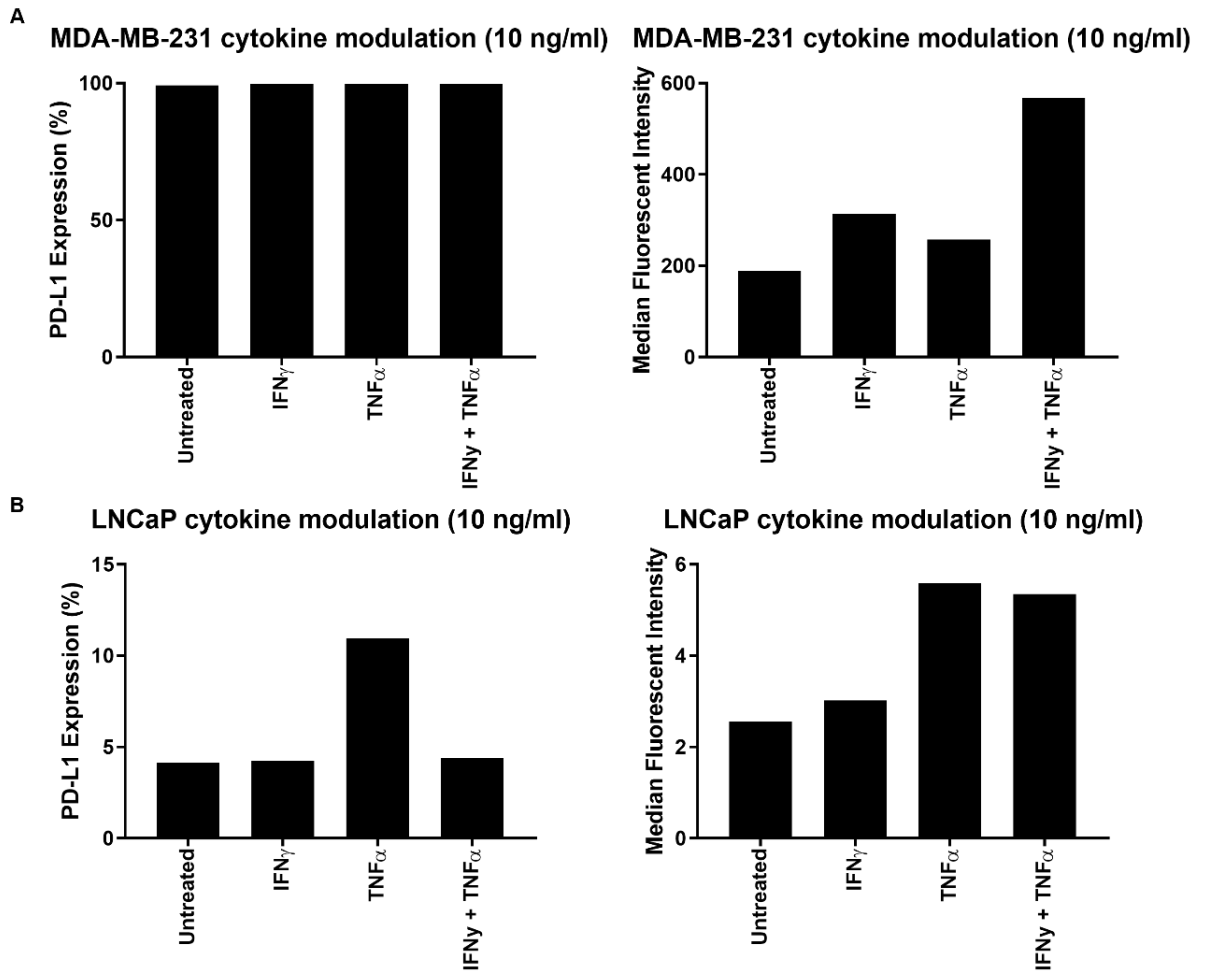 A
MDA-MB-231 cytokine modulation (10 ng/ml)
PD-L1 Expression (%)
100
50
0
Untreated
IFNγ
TNFα
IFNy + TNFα
MDA-MB-231 cytokine modulation (10 ng/ml)
Median Fluorescent Intensity
600
400
200
0
Untreated
IFNγ
TNFα
IFNy + TNFα
B
LNCaP cytokine modulation (10 ng/ml)
PD-L1 Expression (%)
15
10
5
0
Untreated
IFNγ
TNFα
IFNy + TNFα
LNCaP cytokine modulation (10 ng/ml)
Median Fluorescent Intensity
6
4
2
0
Untreated
IFNγ
TNFα
IFNy + TNFα